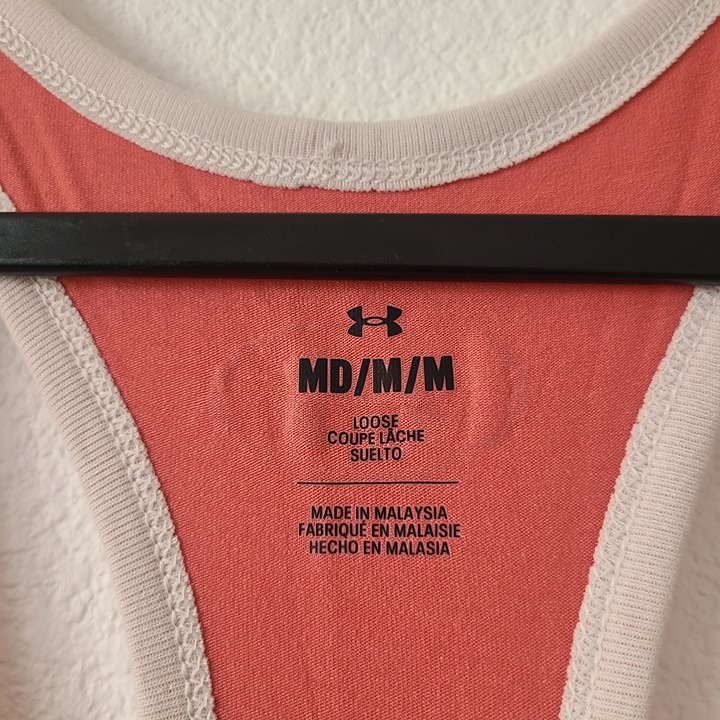 MD/M/M
LOOSE
COUPE LÂCHE
SUELTO
MADE IN MALAYSIA
FABRIQUÉ EN MALAISIE
HECHO EN MALASIA